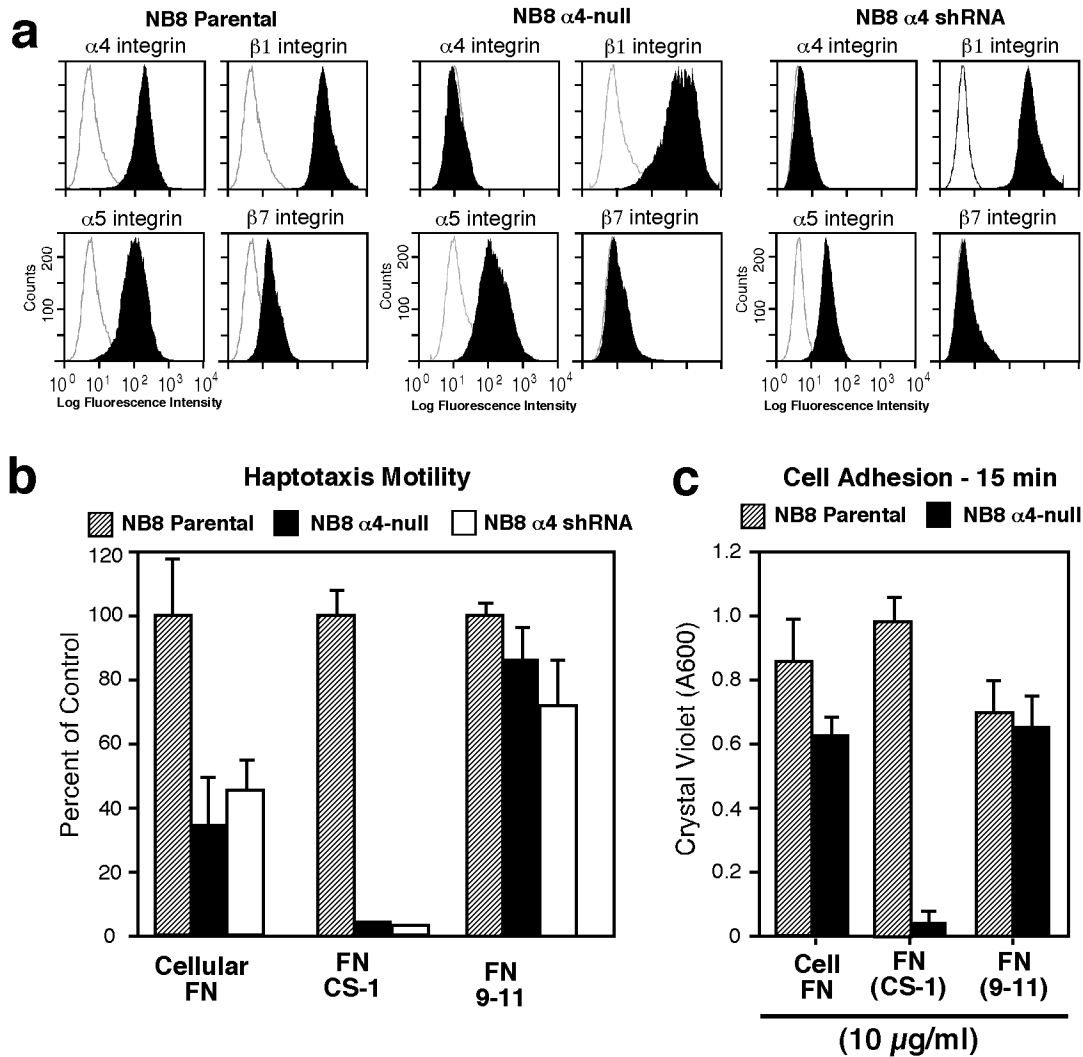 a
NB8 Parental
NB8 α4-null
NB8 α4 shRNA
α4 integrin
β1 integrin
α4 integrin
β1 integrin
α4 integrin
β1 integrin
α5 integrin
β7 integrin
α5 integrin
β7 integrin
α5 integrin
β7 integrin
Counts
100 200
Counts
100 200
Counts
100 200
10⁰ 10¹ 10² 10³ 10⁴
10⁰ 10¹ 10² 10³ 10⁴
10⁰ 10¹ 10² 10³ 10⁴
Log Fluorescence Intensity
Log Fluorescence Intensity
Log Fluorescence Intensity
b
Haptotaxis Motility
NB8 Parental
NB8 α4-null
NB8 α4 shRNA
Percent of Control
120
100
80
60
40
20
0
Cellular
FN
FN
CS-1
FN
9-11
c
Cell Adhesion - 15 min
NB8 Parental
NB8 α4-null
Crystal Violet (A600)
1.2
1.0
0.8
0.6
0.4
0.2
0
Cell
FN
FN
(CS-1)
FN
(9-11)
(10 µg/ml)